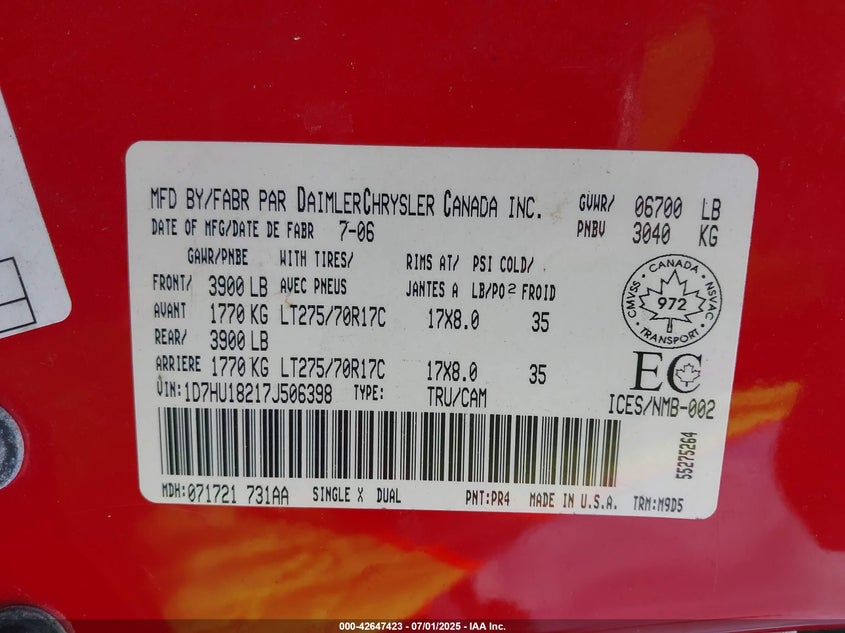 MFD BY/FABR PAR DAIMLERCHRYSLER CANADA INC. GVWR/ 06700 LB
DATE OF MFG/DATE DE FABR 7-06 PNBV 3040 KG
GAWR/PNBE WITH TIRES/ RIMS AT/ PSI COLD/
FRONT/ 3900 LB AVEC PNEUS JANTES A LB/PO2 FROID
AVANT 1770 KG LT275/70R17C 17X8.0 35
REAR/ 3900 LB
ARRIERE 1770 KG LT275/70R17C 17X8.0 35
VIN: 1D7HU18217J506398 TYPE: TRU/CAM
CANADA
CMVSS 972 NSVAC
TRANSPORT
EC
ICES/NMB-002
55275264
MDH: 071721 731AA SINGLE X DUAL PNT:PR4 MADE IN U.S.A. TRM:M9D5
000-42647423 - 07/01/2025 - IAA Inc.